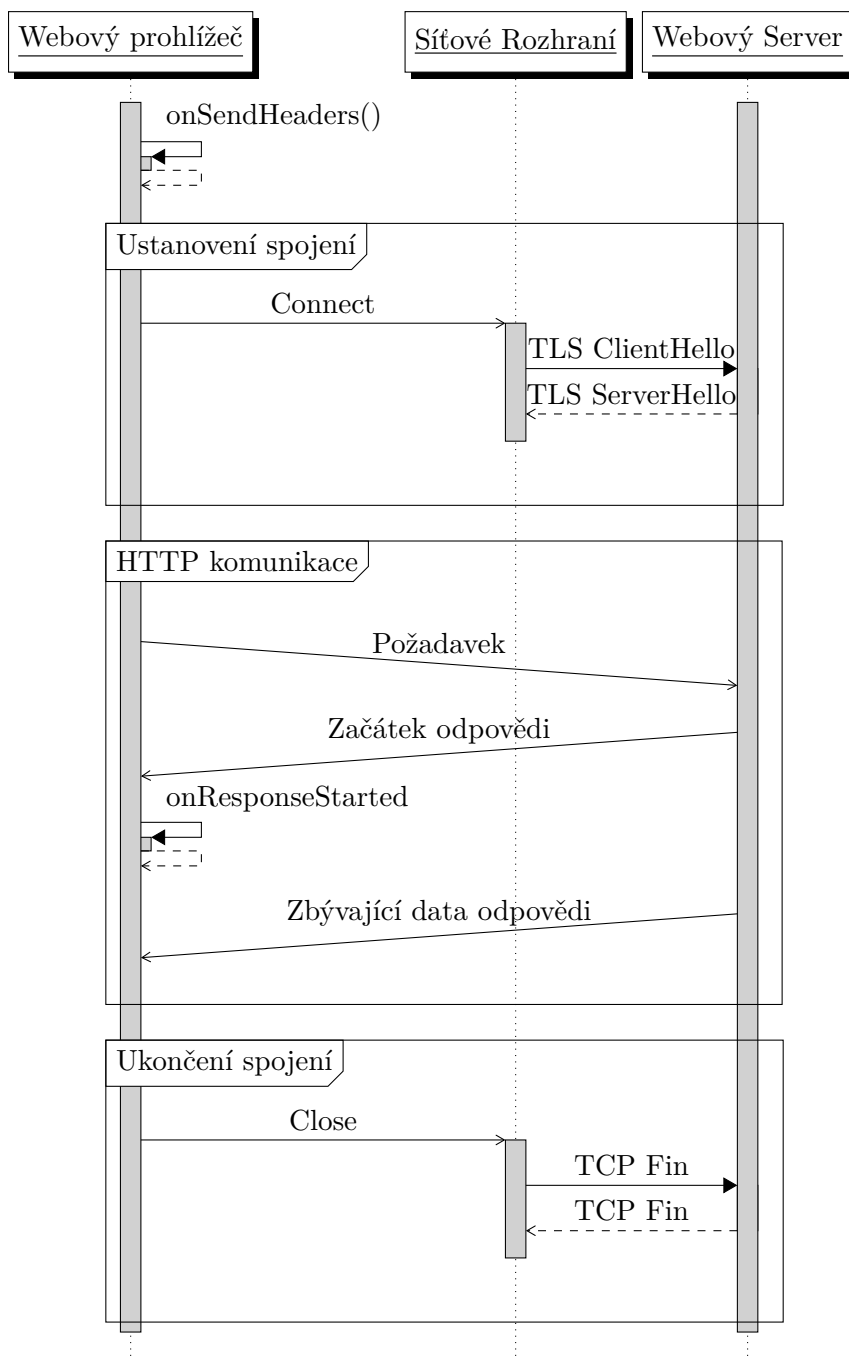 Webový prohlížeč
Síťové Rozhraní
Webový Server
onSendHeaders()
Ustanovení spojení
Connect
TLS ClientHello
TLS ServerHello
HTTP komunikace
Požadavek
Začátek odpovědi
onResponseStarted
Zbývající data odpovědi
Ukončení spojení
Close
TCP Fin
TCP Fin